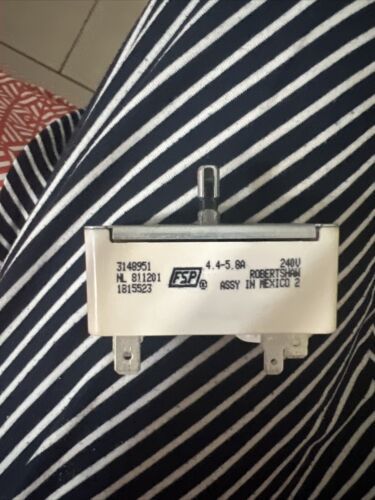 3148951 FSP 4.4-5.8A 240V
NL 811201 ROBERTSHAW
1815523 ASSY IN MEXICO 2